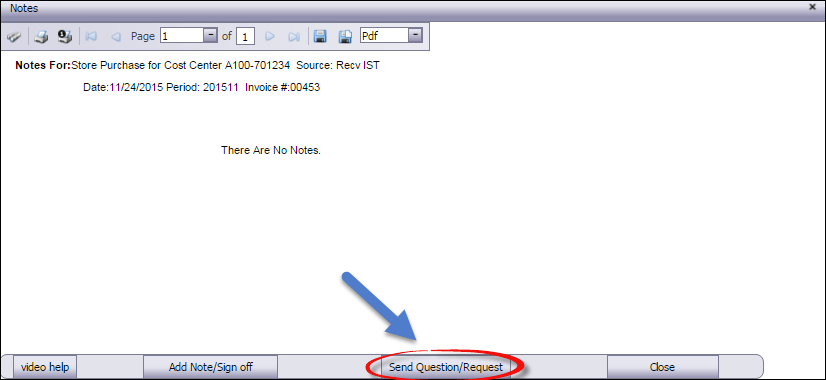 Notes
Page 1 of 1 Pdf
Notes For:Store Purchase for Cost Center A100-701234 Source: Recv IST
Date:11/24/2015 Period: 201511 Invoice #:00453
There Are No Notes.
video help Add Note/Sign off Send Question/Request Close